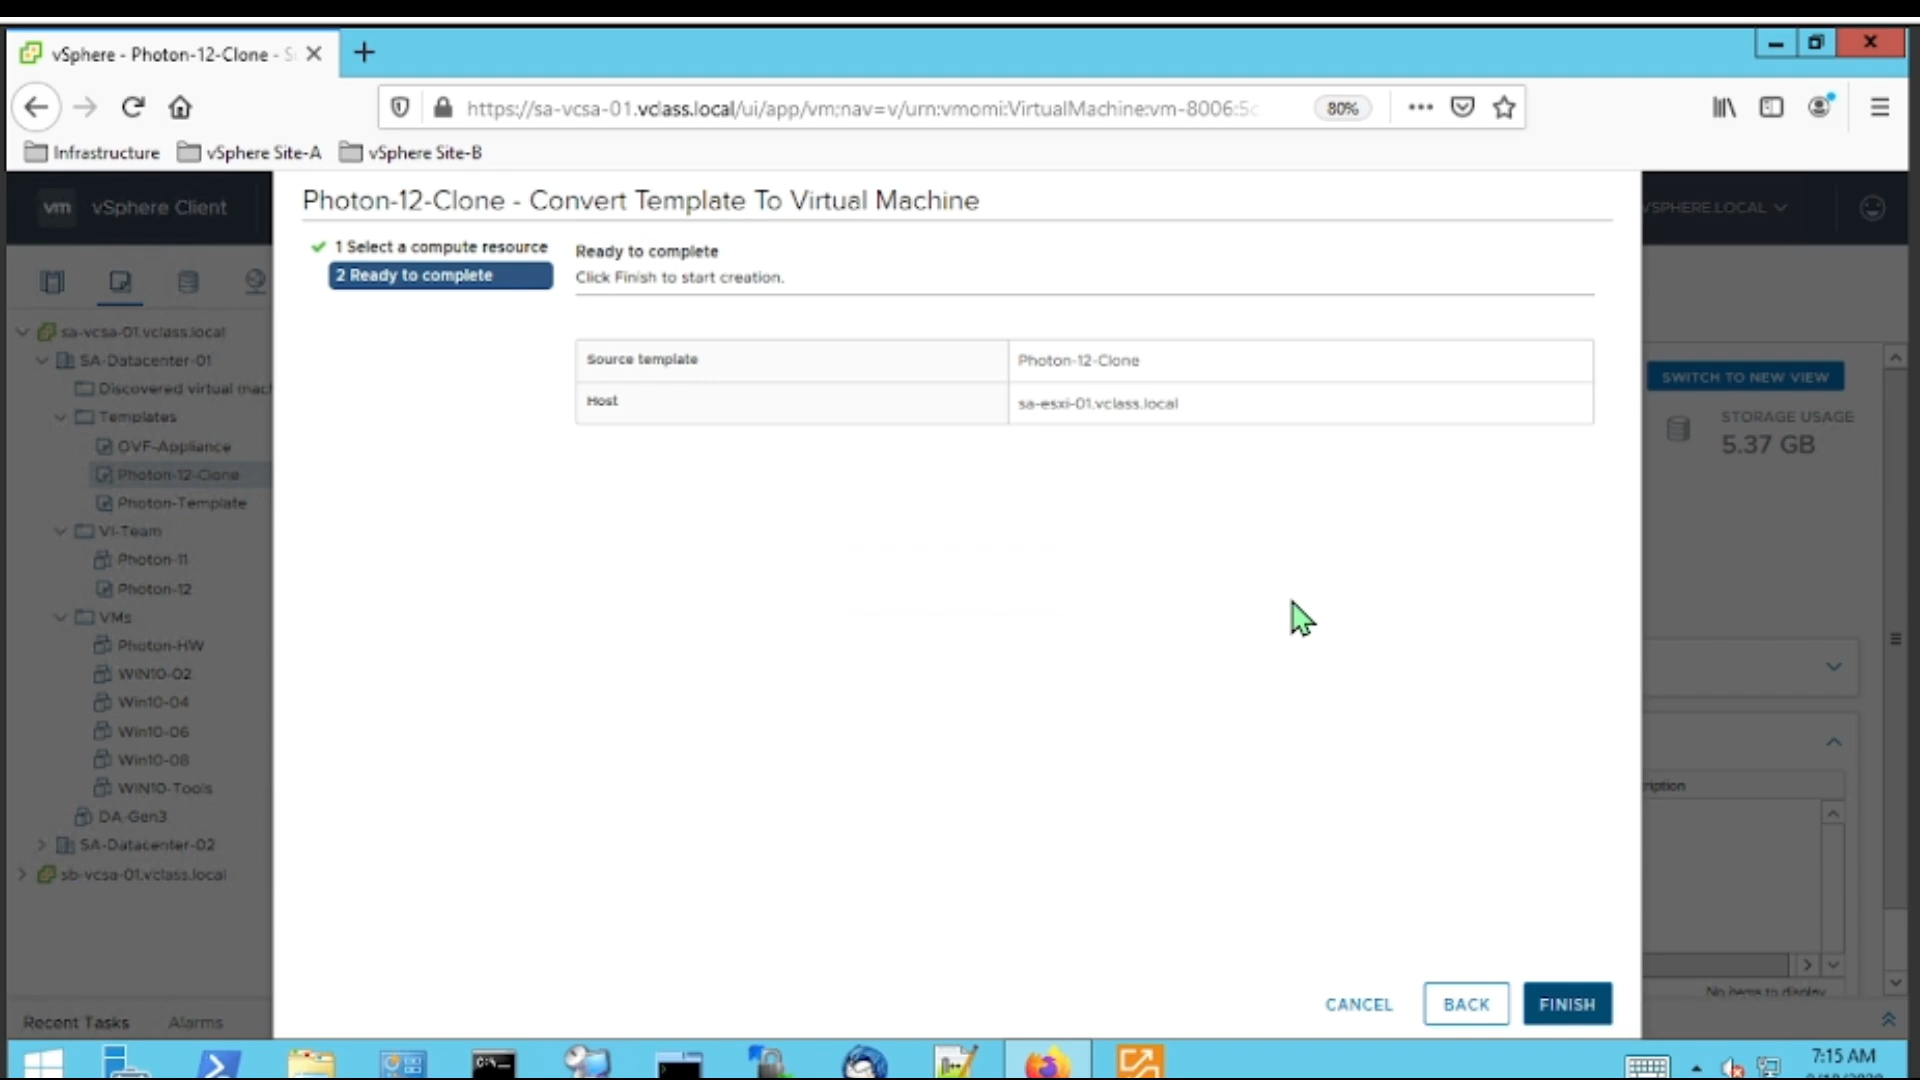 vSphere - Photon-12-Clone - S
https://sa-vcsa-01.vclass.local/ui/app/vm;nav=v/urn:vmomi:VirtualMachine:vm-8006:5c
80%
Infrastructure
vSphere Site-A
vSphere Site-B
vm
vSphere Client
VSPHERE.LOCAL
Photon-12-Clone - Convert Template To Virtual Machine
1 Select a compute resource
2 Ready to complete
Ready to complete
Click Finish to start creation.
Source template
Photon-12-Clone
Host
sa-esxi-01.vclass.local
sa-vcsa-01.vclass.local
SA-Datacenter-01
Discovered virtual mach
Templates
OVF-Appliance
Photon-12-Clone
Photon-Template
VI-Team
Photon-11
Photon-12
VMs
Photon-HW
WIN10-02
Win10-04
Win10-06
Win10-08
WIN10-Tools
DA-Gen3
SA-Datacenter-02
sb-vcsa-01.vclass.local
SWITCH TO NEW VIEW
STORAGE USAGE
5.37 GB
ription
No items to display
CANCEL
BACK
FINISH
Recent Tasks
Alarms
7:15 AM